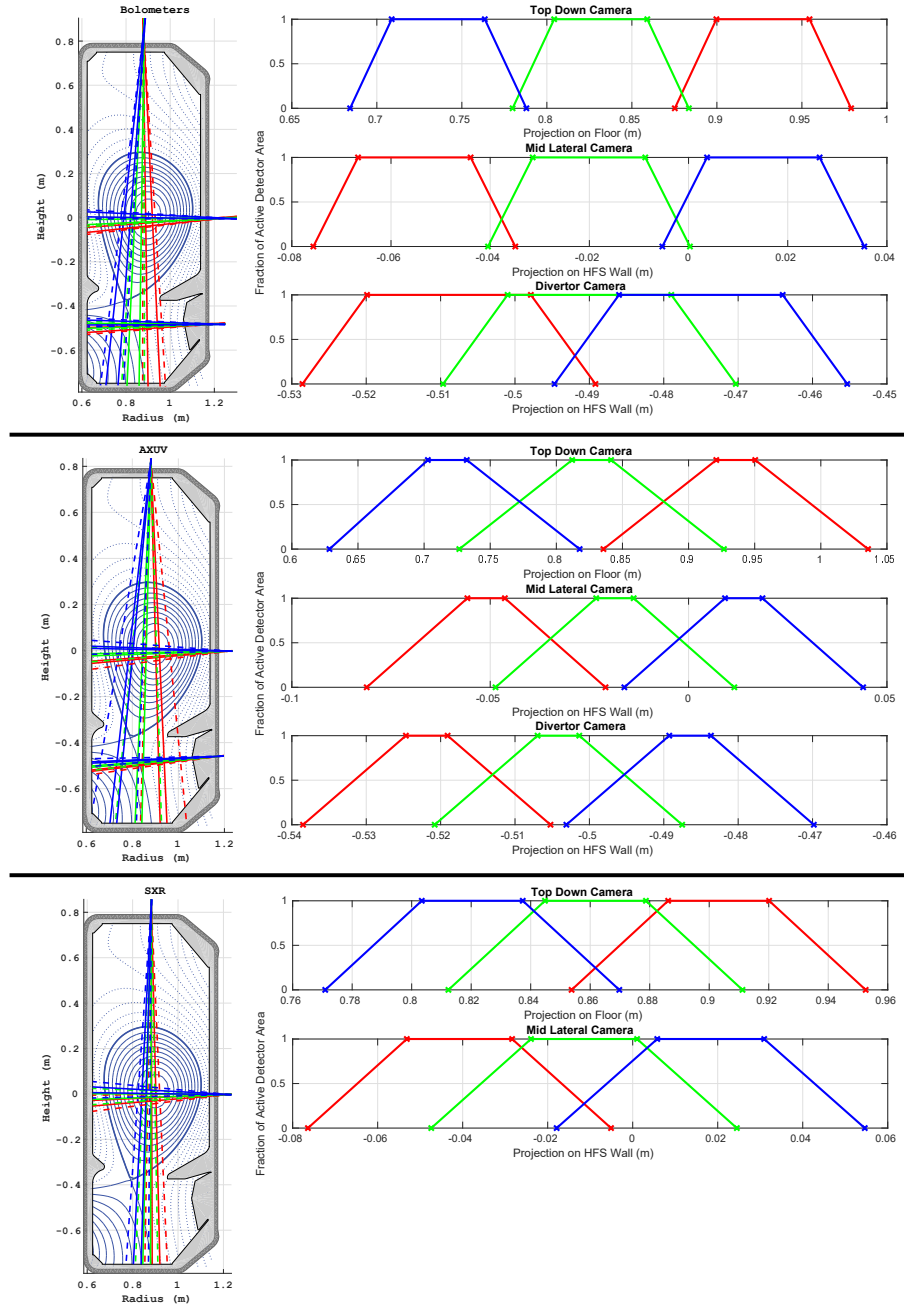 Bolometers
0.8
0.6
0.4
0.2
0
-0.2
-0.4
-0.6
Height (m)
0.6 0.8 1 1.2
Radius (m)
Fraction of Active Detector Area
Top Down Camera
1
0.5
0
0.65 0.7 0.75 0.8 0.85 0.9 0.95 1
Projection on Floor (m)
Mid Lateral Camera
1
0.5
0
-0.08 -0.06 -0.04 -0.02 0 0.02 0.04
Projection on HFS Wall (m)
Divertor Camera
1
0.5
0
-0.53 -0.52 -0.51 -0.5 -0.49 -0.48 -0.47 -0.46 -0.45
Projection on HFS Wall (m)
AXUV
0.8
0.6
0.4
0.2
0
-0.2
-0.4
-0.6
Height (m)
0.6 0.8 1 1.2
Radius (m)
Fraction of Active Detector Area
Top Down Camera
1
0.5
0
0.6 0.65 0.7 0.75 0.8 0.85 0.9 0.95 1 1.05
Projection on Floor (m)
Mid Lateral Camera
1
0.5
0
-0.1 -0.05 0 0.05
Projection on HFS Wall (m)
Divertor Camera
1
0.5
0
-0.54 -0.53 -0.52 -0.51 -0.5 -0.49 -0.48 -0.47 -0.46
Projection on HFS Wall (m)
SXR
0.8
0.6
0.4
0.2
0
-0.2
-0.4
-0.6
Height (m)
0.6 0.8 1 1.2
Radius (m)
Fraction of Active Detector Area
Top Down Camera
1
0.5
0
0.76 0.78 0.8 0.82 0.84 0.86 0.88 0.9 0.92 0.94 0.96
Projection on Floor (m)
Mid Lateral Camera
1
0.5
0
-0.08 -0.06 -0.04 -0.02 0 0.02 0.04 0.06
Projection on HFS Wall (m)